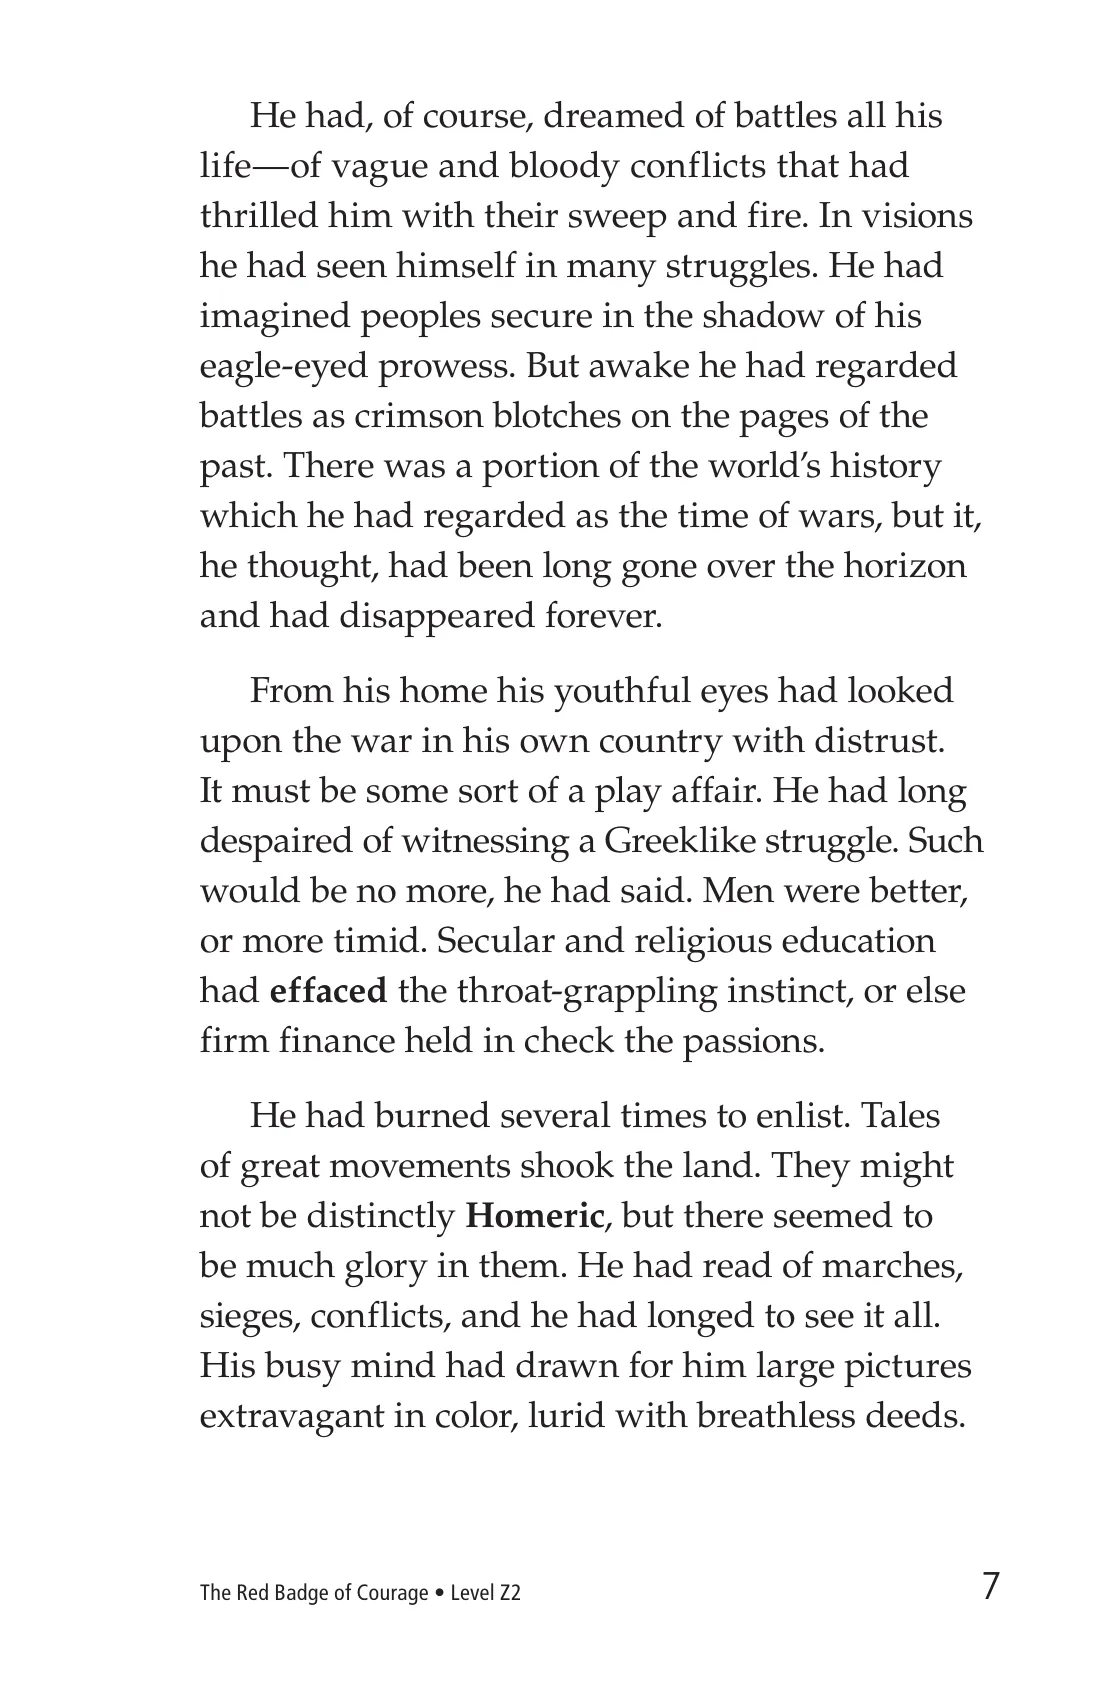 He had, of course, dreamed of battles all his
life—of vague and bloody conflicts that had
thrilled him with their sweep and fire. In visions
he had seen himself in many struggles. He had
imagined peoples secure in the shadow of his
eagle-eyed prowess. But awake he had regarded
battles as crimson blotches on the pages of the
past. There was a portion of the world’s history
which he had regarded as the time of wars, but it,
he thought, had been long gone over the horizon
and had disappeared forever.
From his home his youthful eyes had looked
upon the war in his own country with distrust.
It must be some sort of a play affair. He had long
despaired of witnessing a Greeklike struggle. Such
would be no more, he had said. Men were better,
or more timid. Secular and religious education
had effaced the throat-grappling instinct, or else
firm finance held in check the passions.
He had burned several times to enlist. Tales
of great movements shook the land. They might
not be distinctly Homeric, but there seemed to
be much glory in them. He had read of marches,
sieges, conflicts, and he had longed to see it all.
His busy mind had drawn for him large pictures
extravagant in color, lurid with breathless deeds.
The Red Badge of Courage • Level Z2
7